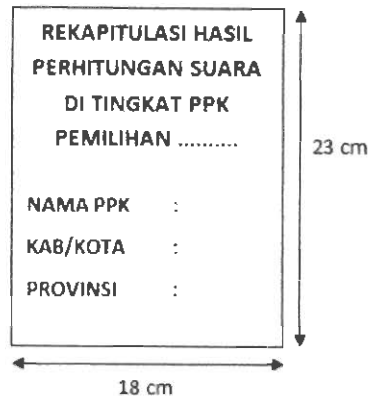 REKAPITULASI HASIL
PERHITUNGAN SUARA
DI TINGKAT PPK
PEMILIHAN ..........
NAMA PPK :
KAB/KOTA :
PROVINSI :
23 cm
18 cm